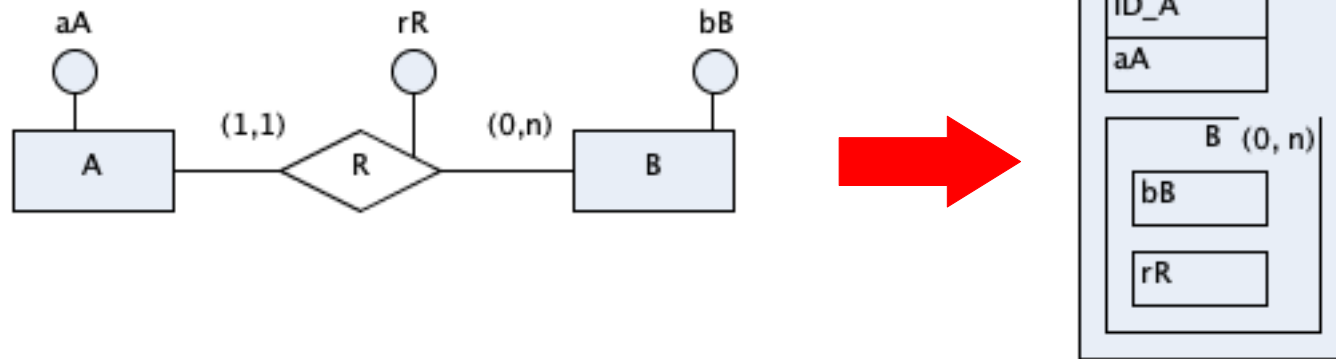 aA
rR
bB
(1,1)
(0,n)
A
R
B
ID_A
aA
B (0, n)
bB
rR